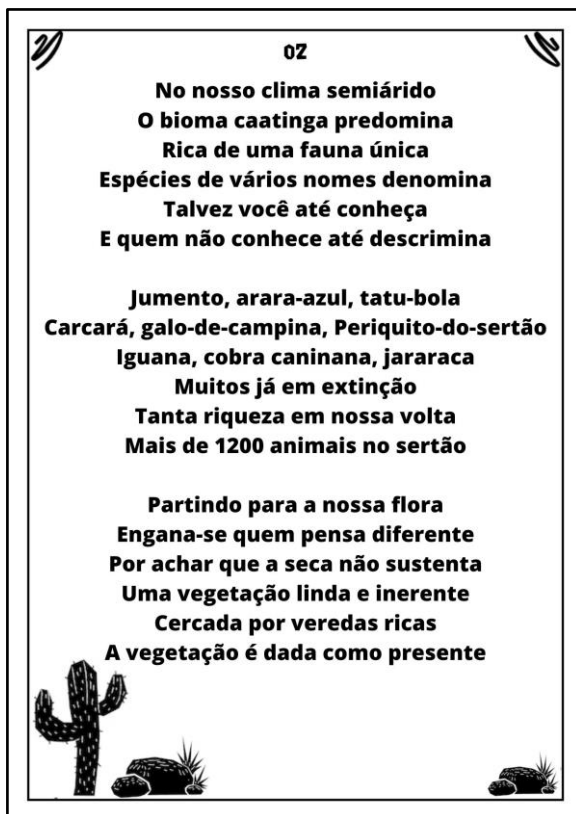 02
No nosso clima semiárido
O bioma caatinga predomina
Rica de uma fauna única
Espécies de vários nomes denomina
Talvez você até conheça
E quem não conhece até descrimina
Jumento, arara-azul, tatu-bola
Carcará, galo-de-campina, Periquito-do-sertão
Iguana, cobra caninana, jararaca
Muitos já em extinção
Tanta riqueza em nossa volta
Mais de 1200 animais no sertão
Partindo para a nossa flora
Engana-se quem pensa diferente
Por achar que a seca não sustenta
Uma vegetação linda e inerente
Cercada por veredas ricas
A vegetação é dada como presente